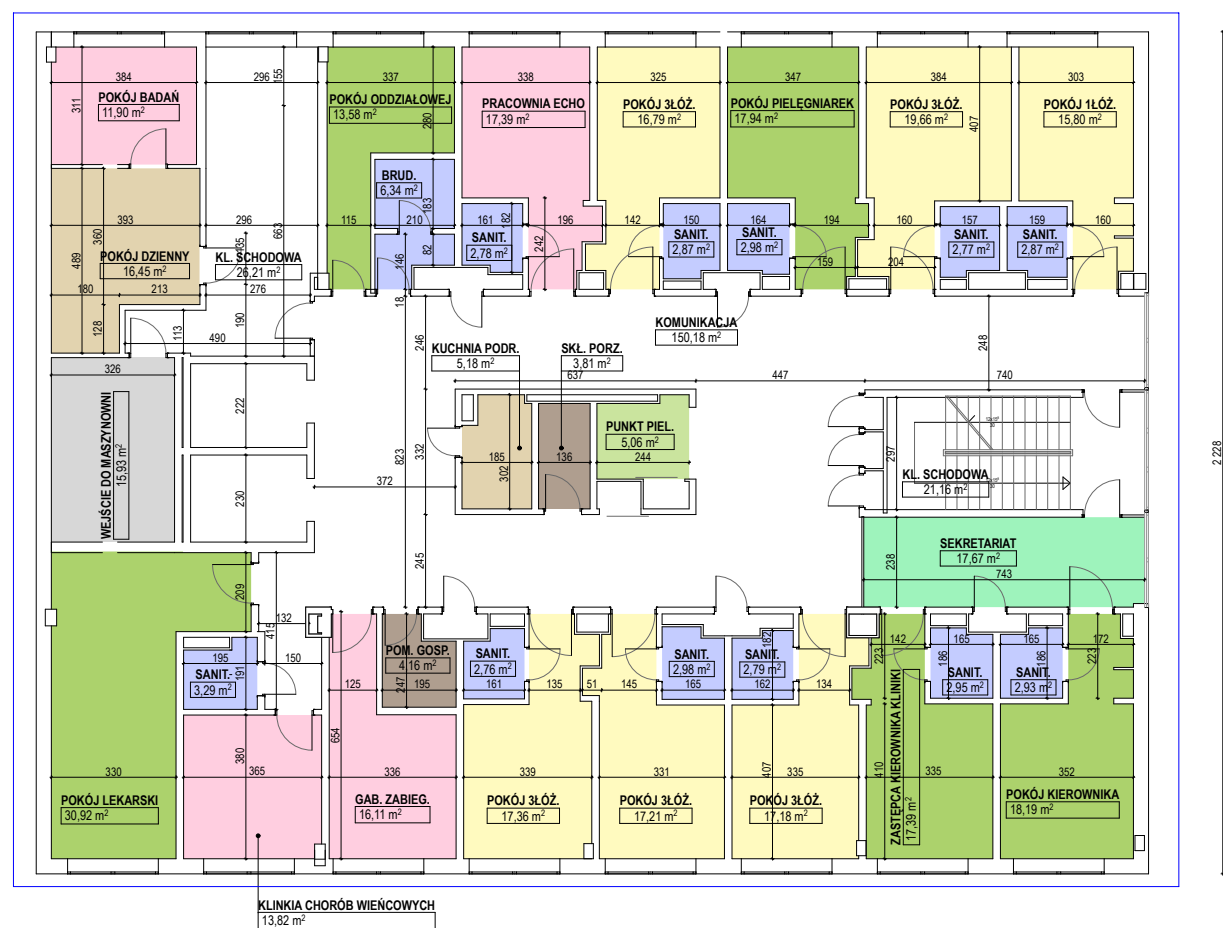 384
296
155
337
338
325
347
384
303
311
POKÓJ BADAŃ
11,90 m²
POKÓJ ODDZIAŁOWEJ
13,58 m²
280
PRACOWNIA ECHO
17,39 m²
POKÓJ 3ŁÓŻ.
16,79 m²
POKÓJ PIELĘGNIAREK
17,94 m²
POKÓJ 3ŁÓŻ.
19,66 m²
407
POKÓJ 1ŁÓŻ.
15,80 m²
BRUD.
6,34 m²
183
393
296
663
115
210
161
182
196
142
150
164
194
160
157
159
160
489
360
435
82
146
SANIT.
2,78 m²
242
SANIT.
2,87 m²
SANIT.
2,98 m²
159
204
SANIT.
2,77 m²
SANIT.
2,87 m²
POKÓJ DZIENNY
16,45 m²
KL. SCHODOWA
26,21 m²
180
213
276
18
128
113
190
490
246
KOMUNIKACJA
150,18 m²
248
KUCHNIA PODR.
5,18 m²
SKŁ. PORZ.
3,81 m²
326
637
447
740
WEJŚCIE DO MASZYNOWNI
15,93 m²
222
230
372
823
332
185
302
136
PUNKT PIEL.
5,06 m²
244
297
KL. SCHODOWA
21,16 m²
2 228
SEKRETARIAT
17,67 m²
743
238
245
209
132
415
195
191
150
SANIT.
3,29 m²
POM. GOSP.
4,16 m²
247
195
125
654
SANIT.
2,76 m²
161
135
51
145
SANIT.
2,98 m²
165
182
SANIT.
2,79 m²
162
134
142
223
165
186
SANIT.
2,95 m²
165
186
SANIT.
2,93 m²
172
223
380
407
410
330
365
336
339
331
335
335
352
POKÓJ LEKARSKI
30,92 m²
GAB. ZABIEG.
16,11 m²
POKÓJ 3ŁÓŻ.
17,36 m²
POKÓJ 3ŁÓŻ.
17,21 m²
POKÓJ 3ŁÓŻ.
17,18 m²
ZASTĘPCA KIEROWNIKA KLINIKI
17,39 m²
POKÓJ KIEROWNIKA
18,19 m²
KLINKIA CHORÓB WIEŃCOWYCH
13,82 m²